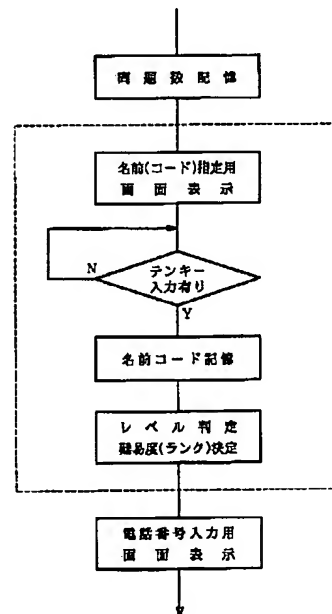 問題数記憶
名前(コード)指定用
画面表示
テンキー
入力有り
N
Y
名前コード記憶
レベル判定
難易度(ランク)決定
電話番号入力用
画面表示